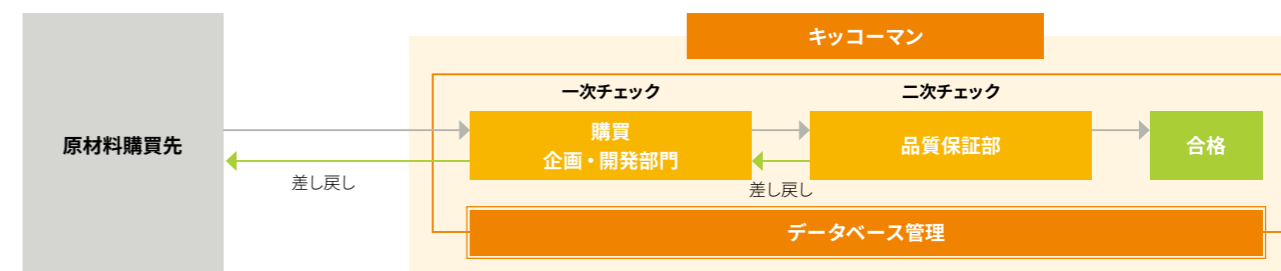 キッコーマン
一次チェック
二次チェック
原材料購買先
購買
企画・開発部門
品質保証部
合格
差し戻し
差し戻し
データベース管理